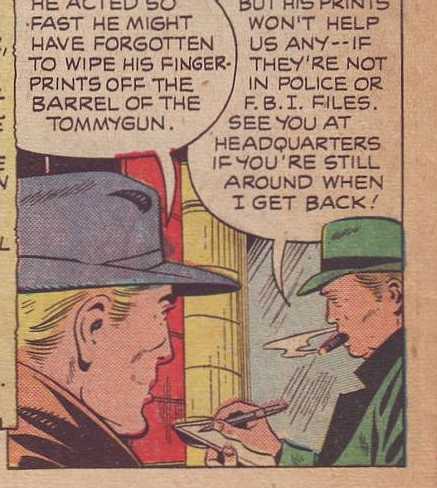 HE ACTED SO
FAST HE MIGHT
HAVE FORGOTTEN
TO WIPE HIS FINGER-
PRINTS OFF THE
BARREL OF THE
TOMMYGUN.
BUT HIS PRINTS
WON'T HELP
US ANY--IF
THEY'RE NOT
IN POLICE OR
F.B.I. FILES.
SEE YOU AT
HEADQUARTERS
IF YOU'RE STILL
AROUND WHEN
I GET BACK!